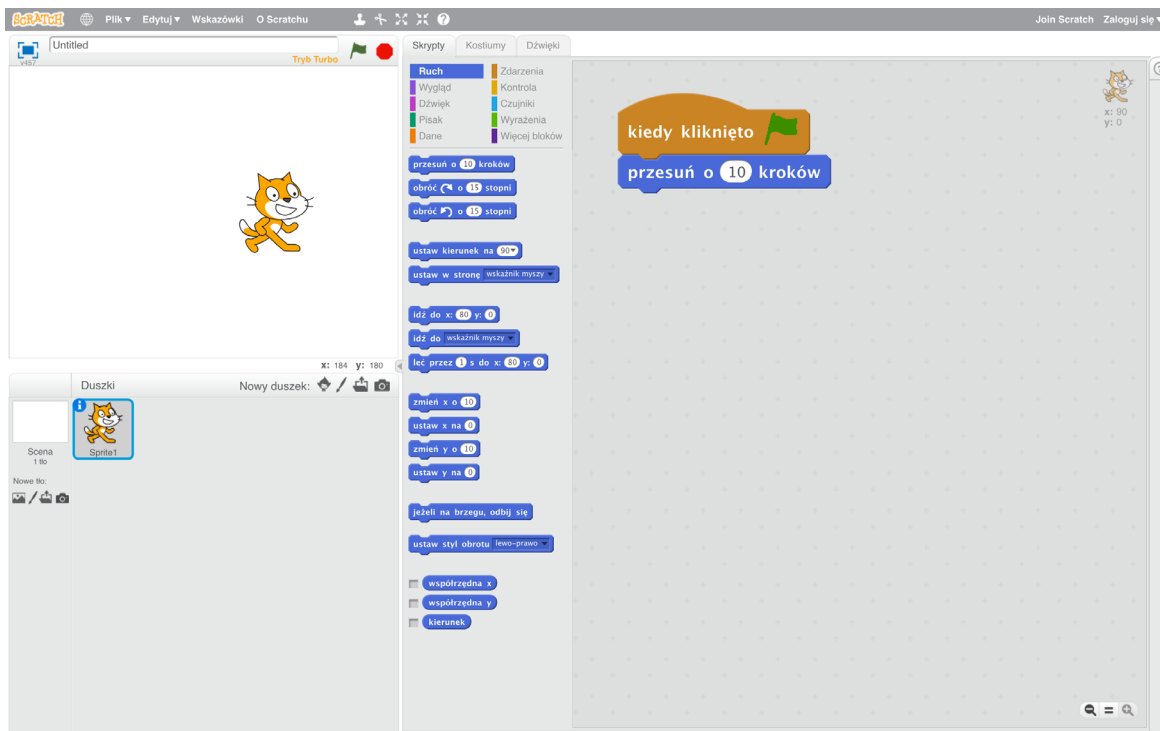 SCRATCH Plik Edytuj Wskazówki O Scratchu Join Scratch Zaloguj się
v457
Untitled
Tryb Turbo
x: 184 y: 180
Duszki Nowy duszek:
Scena
1 tło
Nowe tło:
Sprite1
Skrypty Kostiumy Dźwięki
Ruch Zdarzenia
Wygląd Kontrola
Dźwięk Czujniki
Pisak Wyrażenia
Dane Więcej bloków
przesuń o 10 kroków
obróć o 15 stopni
obróć o 15 stopni
ustaw kierunek na 90
ustaw w stronę wskaźnik myszy
idź do x: 80 y: 0
idź do wskaźnik myszy
leć przez 1 s do x: 80 y: 0
zmień x o 10
ustaw x na 0
zmień y o 10
ustaw y na 0
jeżeli na brzegu, odbij się
ustaw styl obrotu lewo-prawo
współrzędna x
współrzędna y
kierunek
kiedy kliknięto
przesuń o 10 kroków
x: 90
y: 0